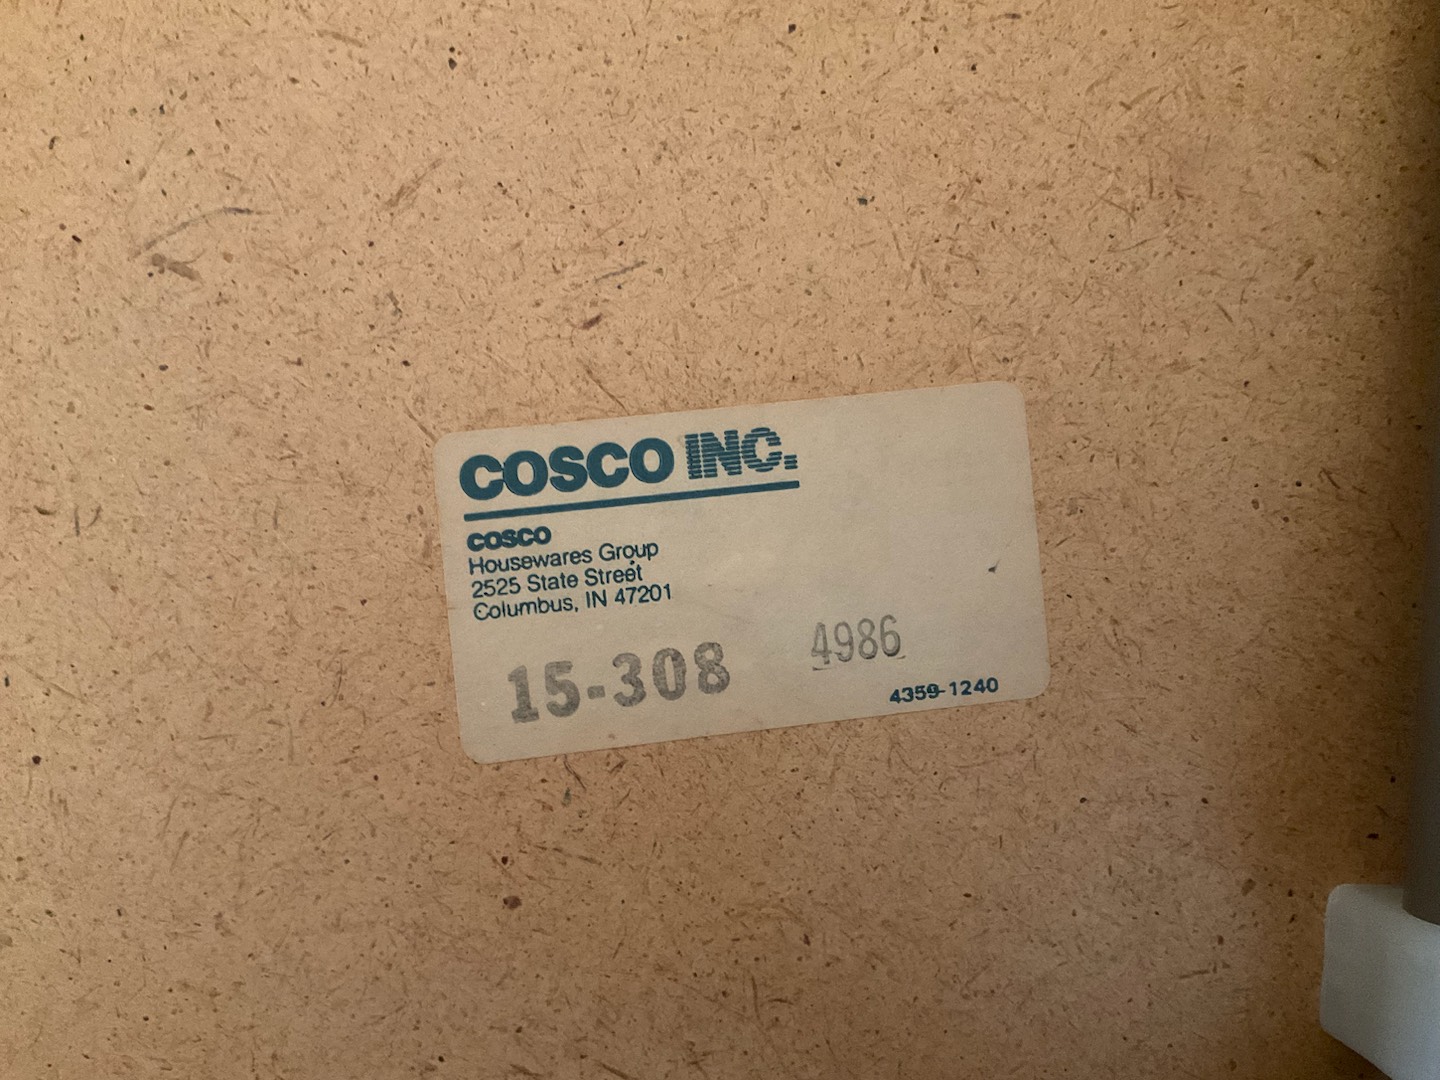 COSCO INC.
COSCO
Housewares Group
2525 State Street
Columbus, IN 47201
15-308 4986
4359-1240